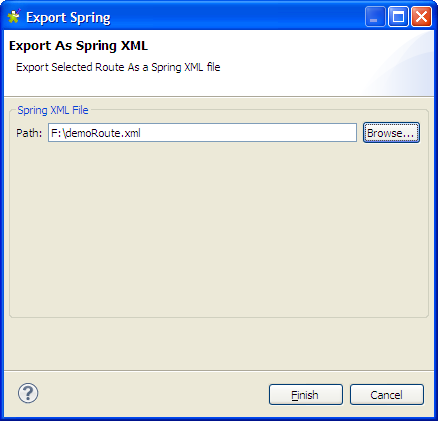 Export Spring
Export As Spring XML
Export Selected Route As a Spring XML file
Spring XML File
Path: F:\demoRoute.xml Browse...
?
Finish Cancel